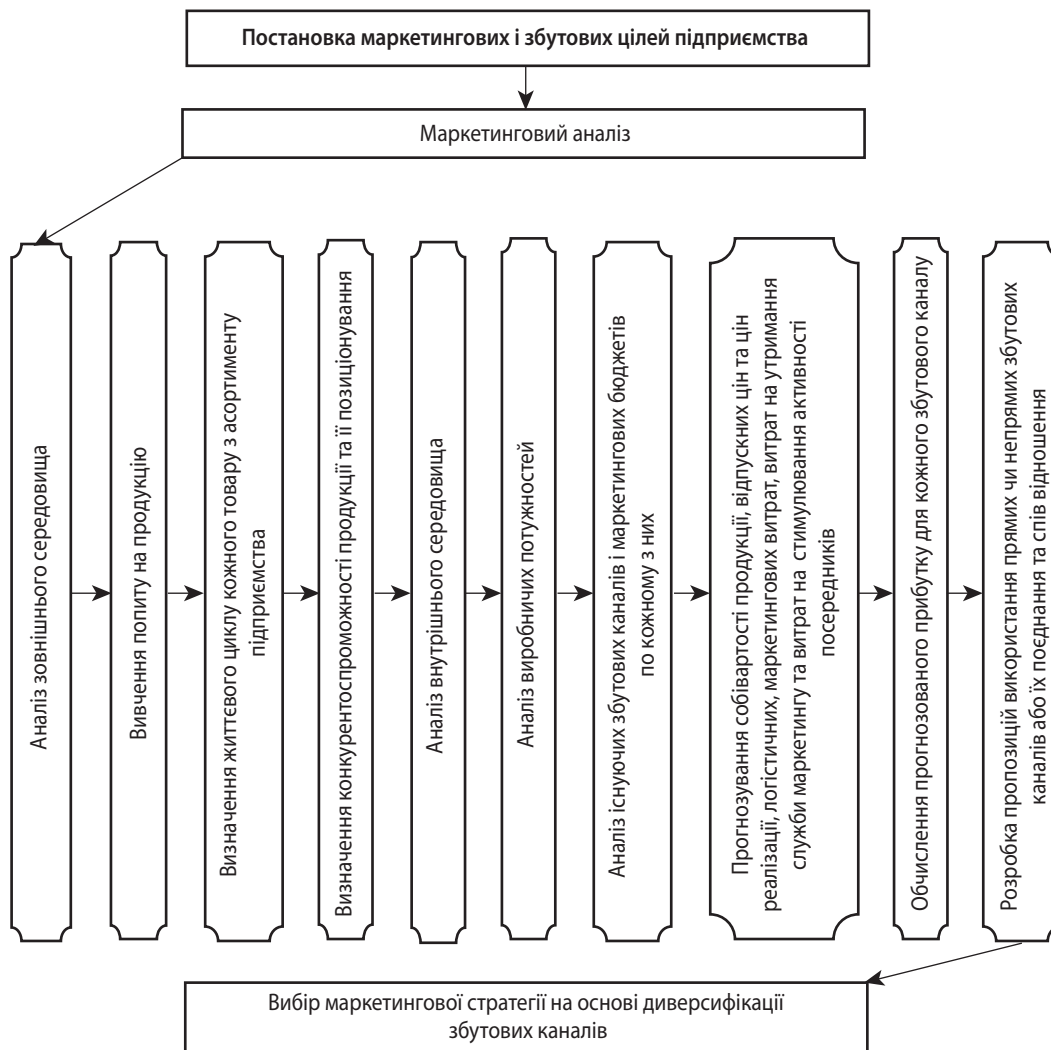 Постановка маркетингових і збутових цілей підприємства
Маркетинговий аналіз
Аналіз зовнішнього середовища
Вивчення попиту на продукцію
Визначення життєвого циклу кожного товару з асортименту
підприємства
Визначення конкурентоспроможності продукції та її позиціонування
Аналіз внутрішнього середовища
Аналіз виробничих потужностей
Аналіз існуючих збутових каналів і маркетингових бюджетів
по кожному з них
Прогнозування собівартості продукції, відпускних цін та цін
реалізації, логістичних, маркетингових витрат, витрат на утримання
служби маркетингу та витрат на стимулювання активності
посередників
Обчислення прогнозованого прибутку для кожного збутового каналу
Розробка пропозицій використання прямих чи непрямих збутових
каналів або їх поєднання та спів відношення
Вибір маркетингової стратегії на основі диверсифікації
збутових каналів